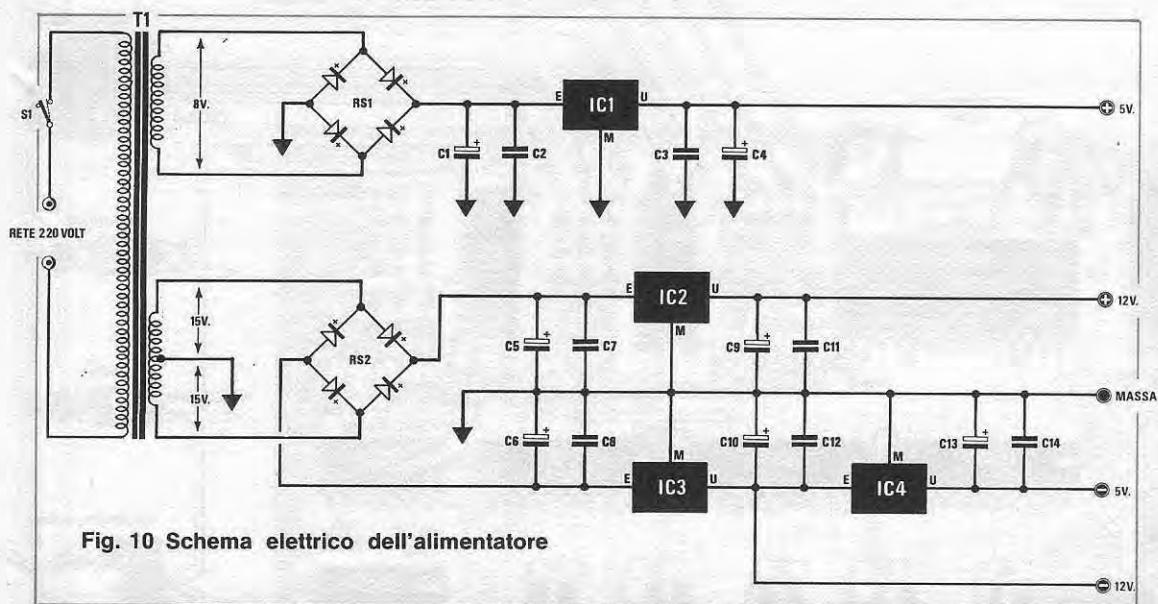 T1
S1
8V.
RS1
E
IC1
U
M
+
C1
C2
C3
+
C4
+ 5V.
RETE 220 VOLT
15V.
15V.
RS2
E
IC2
U
M
+
C5
C7
+
C9
C11
+ 12V.
MASSA
+
C6
C8
M
E
IC3
U
+
C10
C12
M
E
IC4
U
+
C13
C14
- 5V.
- 12V.
Fig. 10 Schema elettrico dell'alimentatore